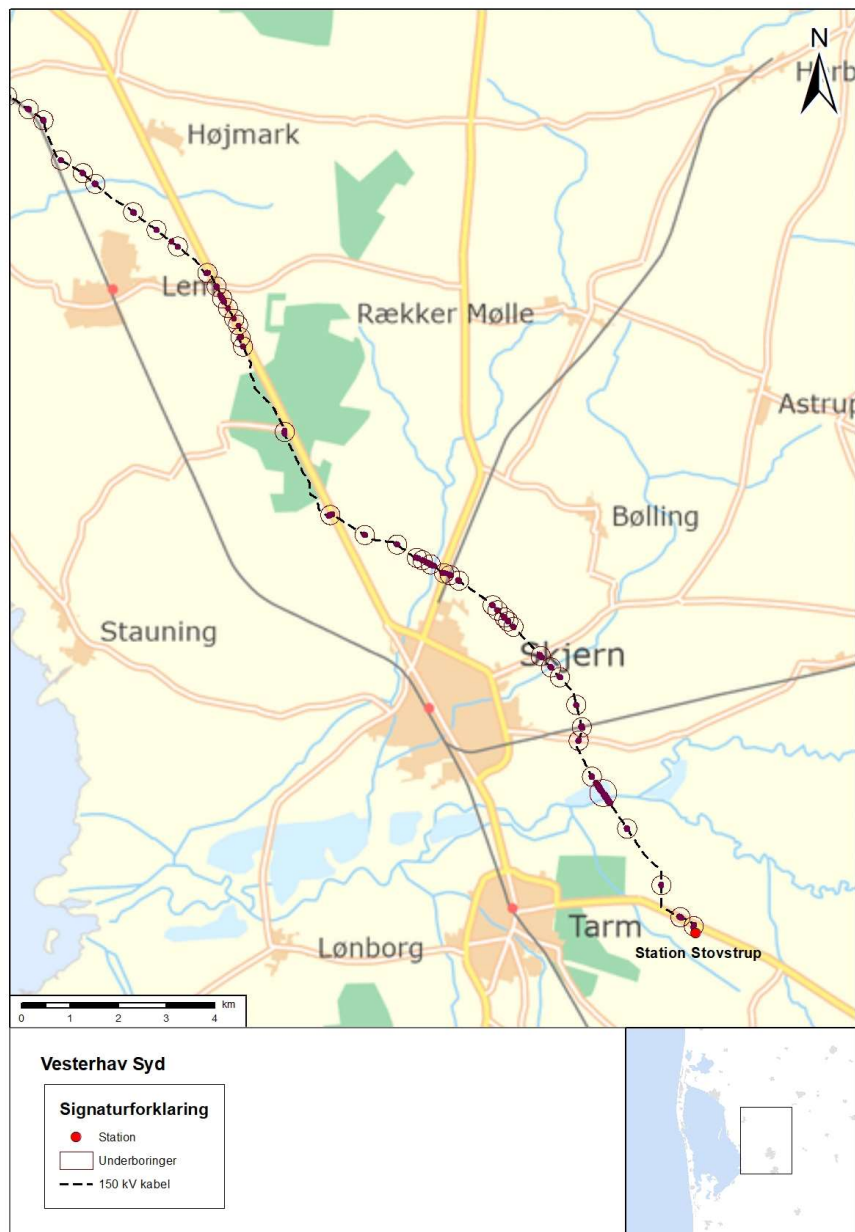 N
Højmark
Lem
Rækker Mølle
Astrup
Bølling
Stauning
Skjern
Tarm
Lønborg
Station Stovstrup
km
0 1 2 3 4
Vesterhav Syd
Signaturforklaring
Station
Underboringer
150 kV kabel